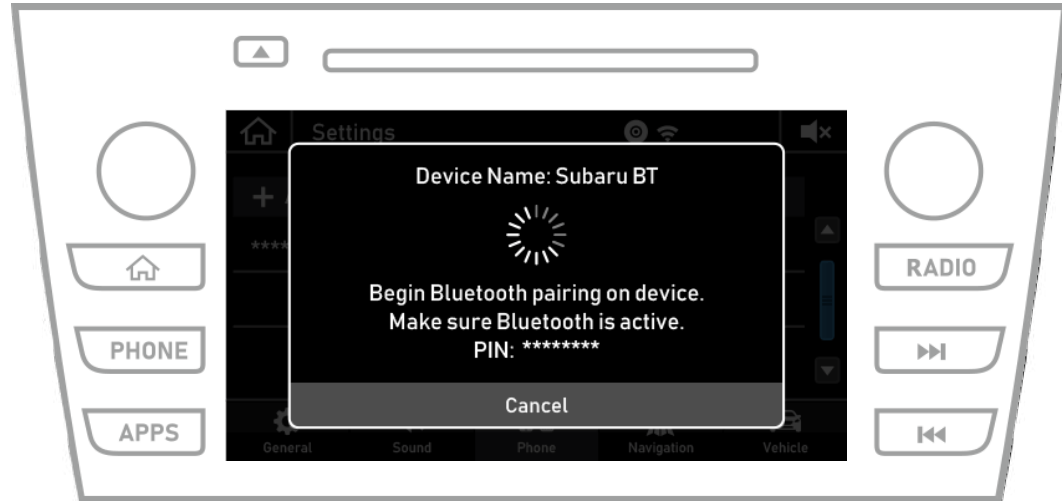 Settings
Device Name: Subaru BT
****
Begin Bluetooth pairing on device.
Make sure Bluetooth is active.
PIN: ********
Cancel
General
Sound
Phone
Navigation
Vehicle
PHONE
APPS
RADIO